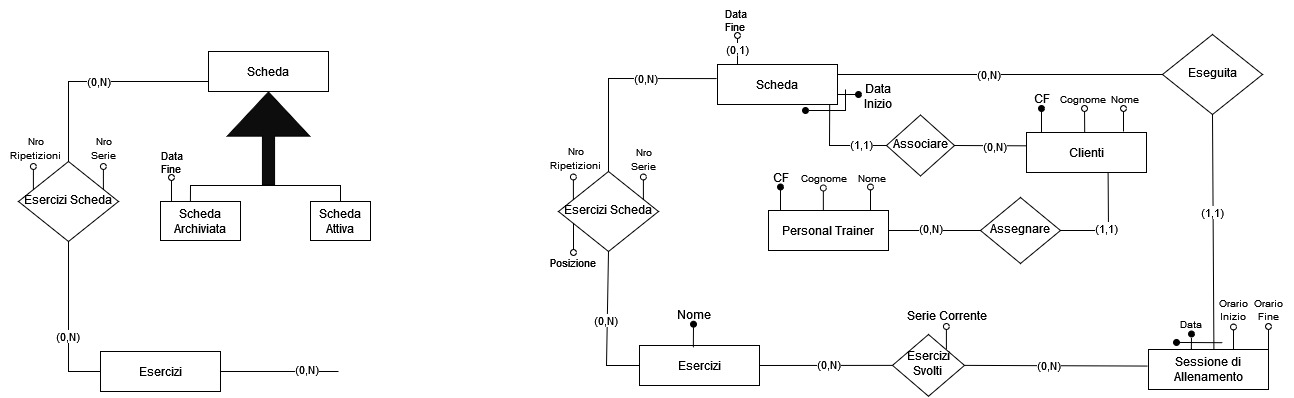 Scheda
(0,N)
Nro
Ripetizioni
Nro
Serie
Data
Fine
Esercizi Scheda
Scheda
Archiviata
Scheda
Attiva
(0,N)
Esercizi
(0,N)
Data
Fine
(0,1)
(0,N)
Scheda
(0,N)
Eseguita
Data
Inizio
CF
Cognome
Nome
Associare
(1,1)
(0,N)
Clienti
Nro
Ripetizioni
Nro
Serie
CF
Cognome
Nome
Esercizi Scheda
(1,1)
Personal Trainer
(0,N)
Assegnare
(1,1)
Posizione
(0,N)
Nome
Serie Corrente
Data
Orario
Inizio
Orario
Fine
Esercizi
(0,N)
Esercizi
Svolti
(0,N)
Sessione di
Allenamento